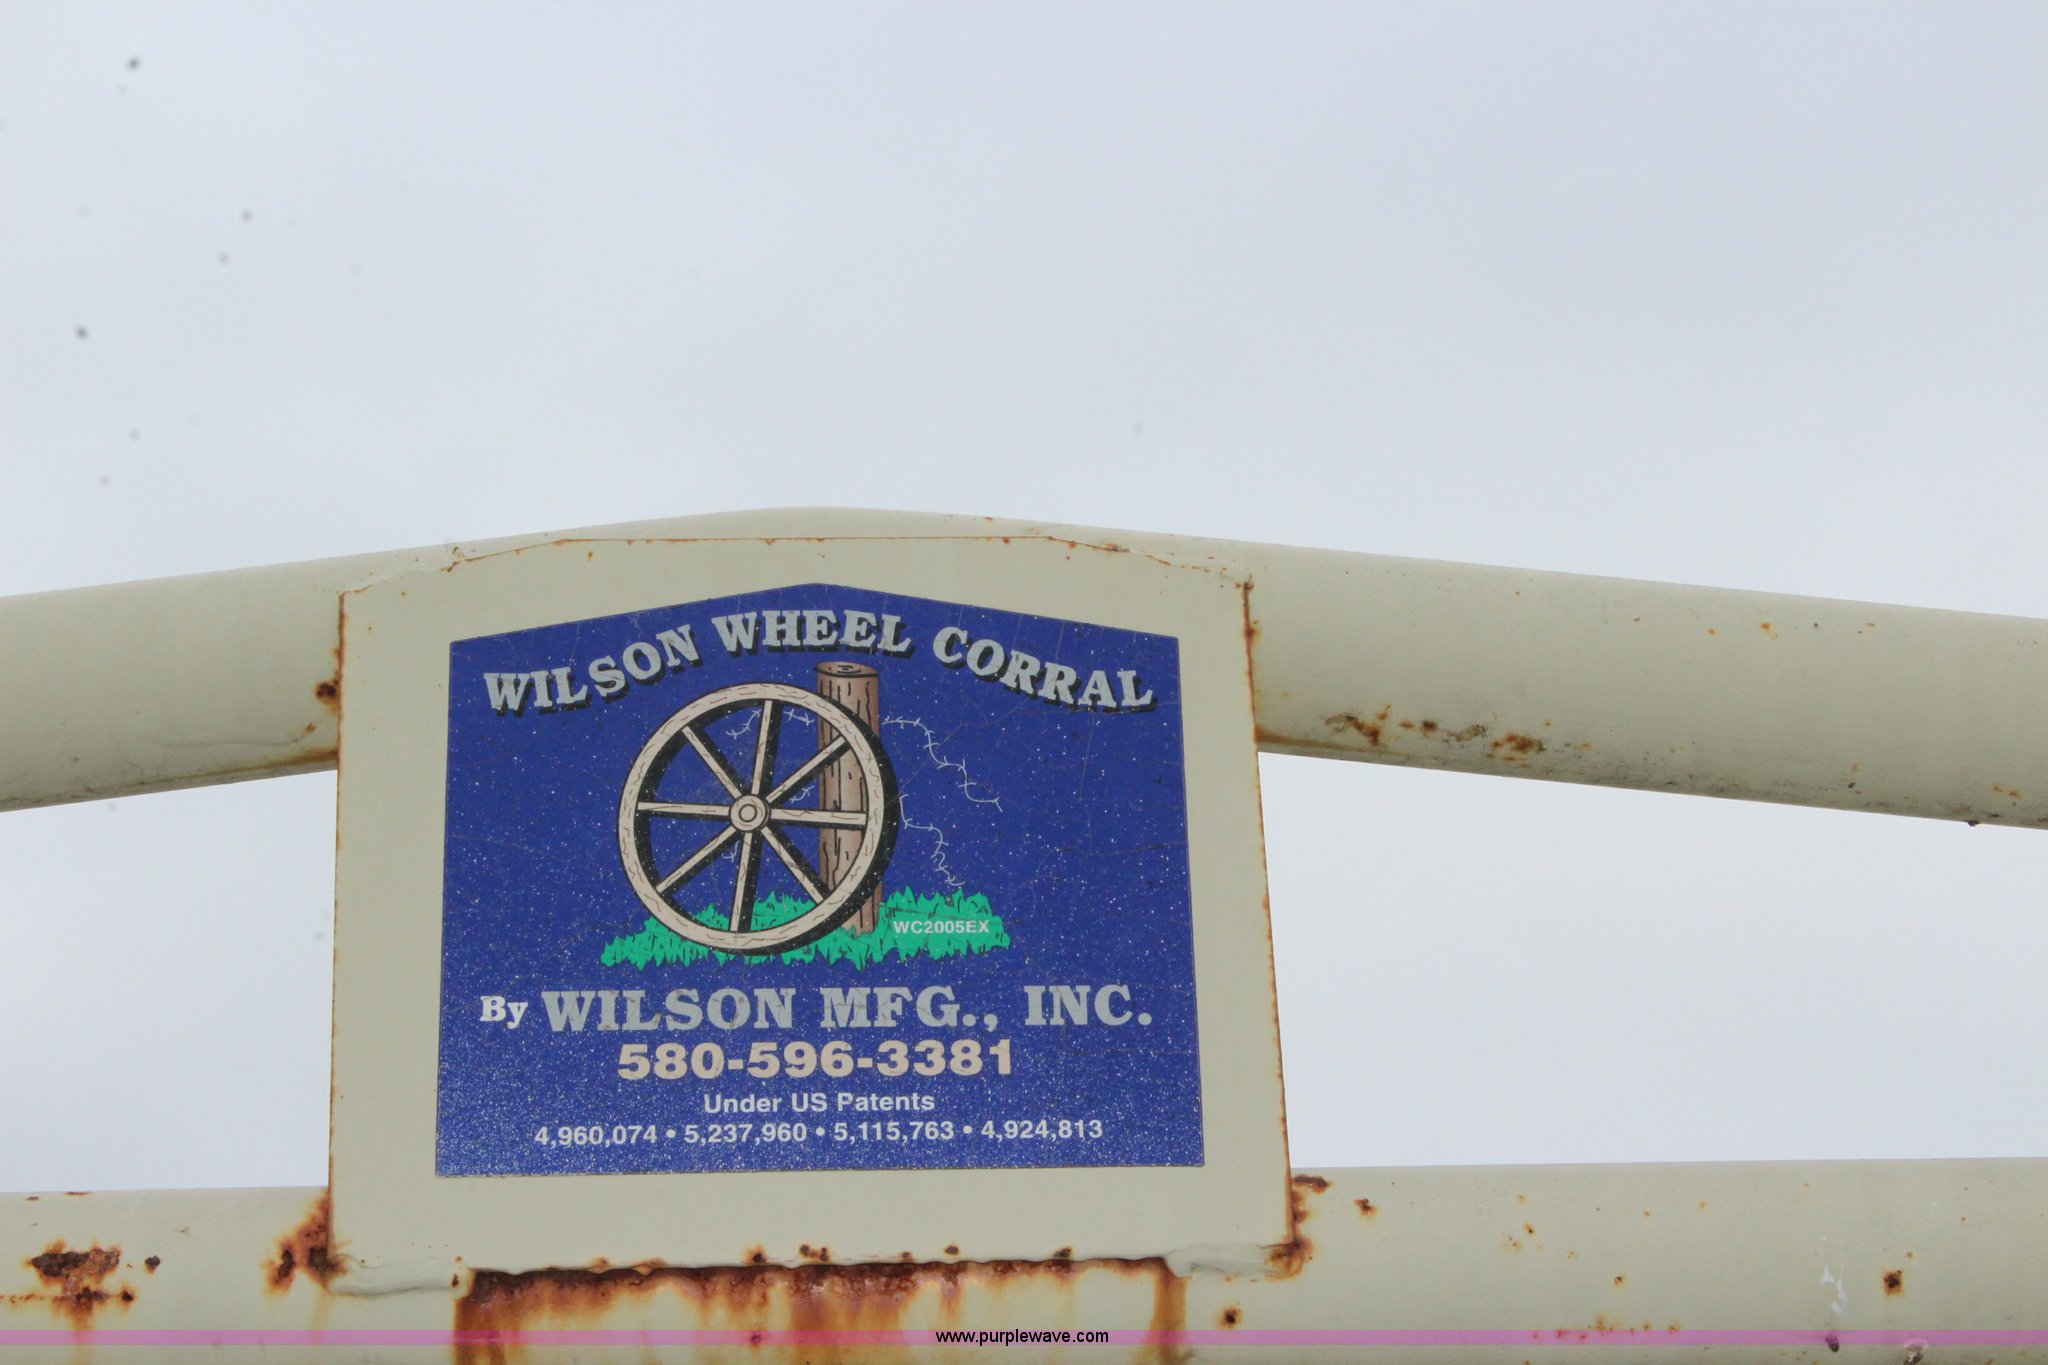 WILSON WHEEL CORRAL
WC2005EX
By WILSON MFG., INC.
580-596-3381
Under US Patents
4,960,074 • 5,237,960 • 5,115,763 • 4,924,813
www.purplewave.com